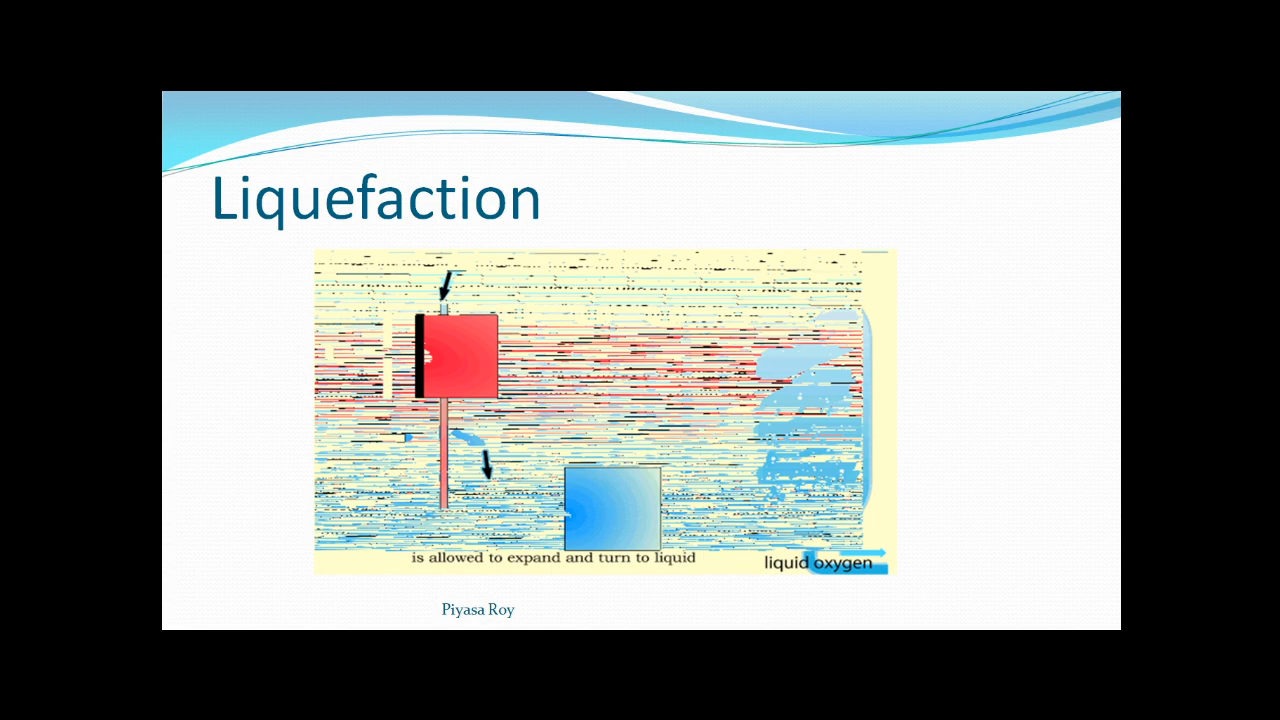 Liquefaction
is allowed to expand and turn to liquid
liquid oxygen
Piyasa Roy